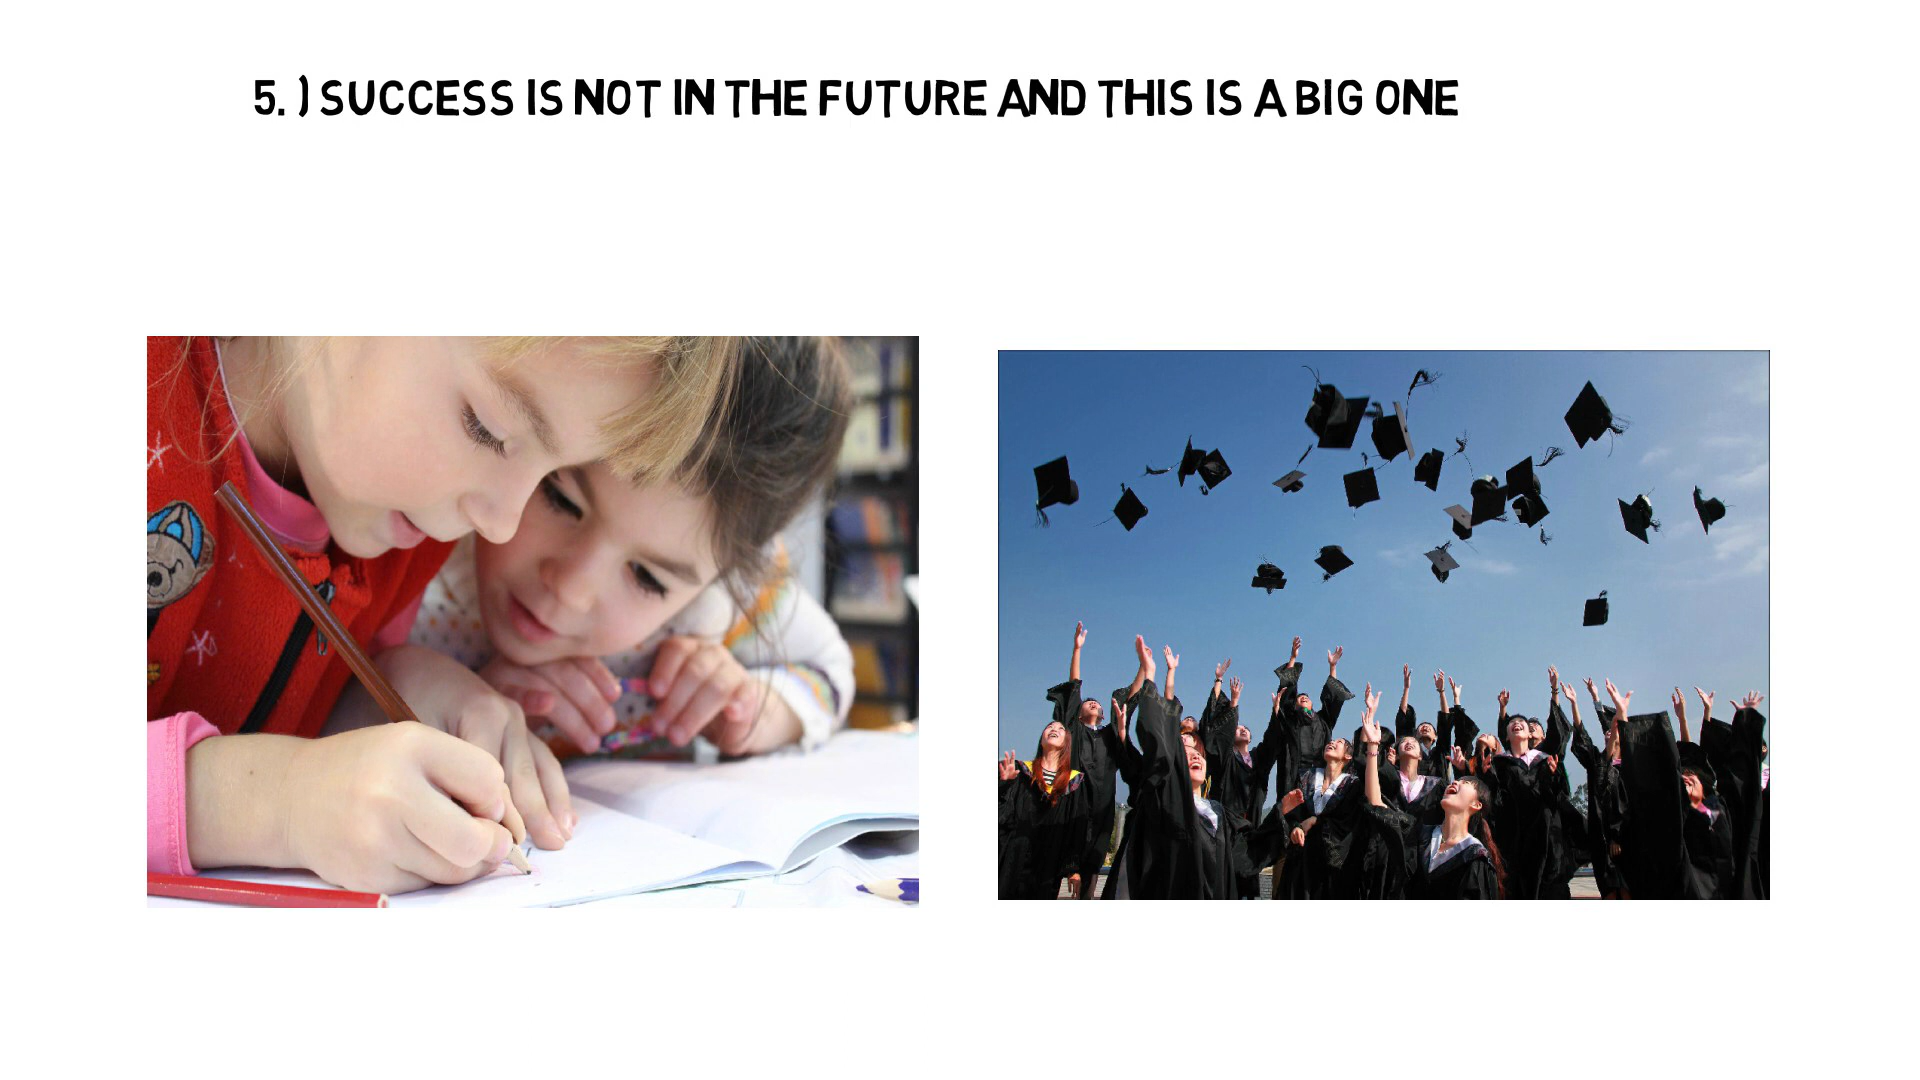 5. ) SUCCESS IS NOT IN THE FUTURE AND THIS IS A BIG ONE